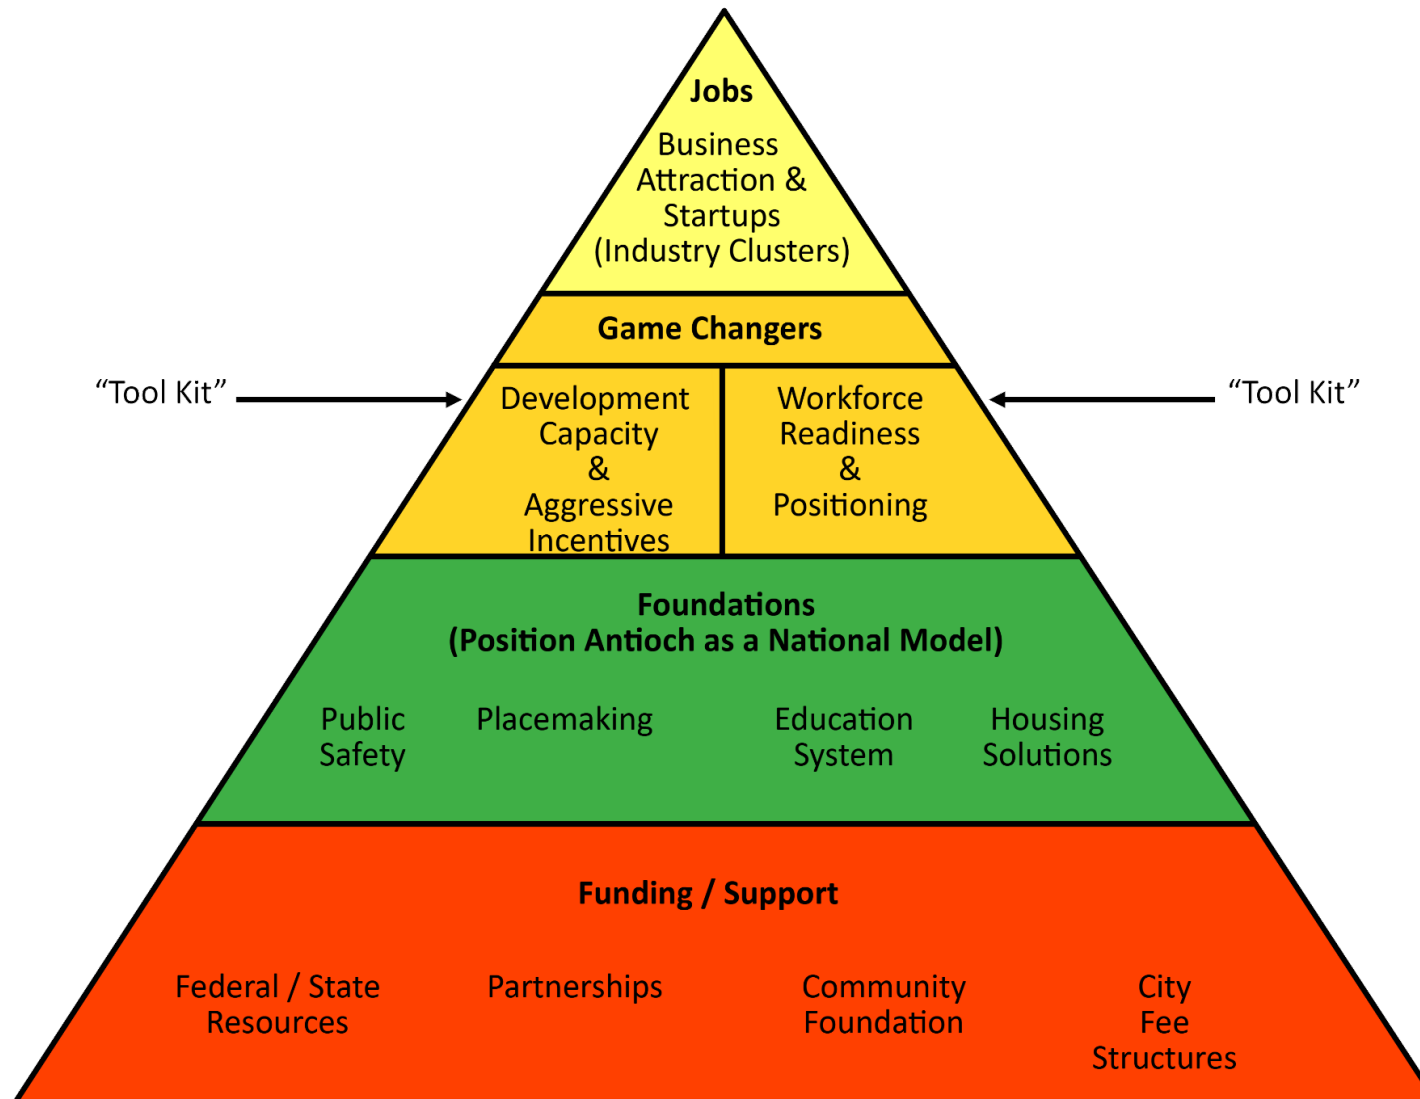 Jobs
Business
Attraction &
Startups
(Industry Clusters)
Game Changers
“Tool Kit”
Development
Capacity
&
Aggressive
Incentives
Workforce
Readiness
&
Positioning
“Tool Kit”
Foundations
(Position Antioch as a National Model)
Public
Safety
Placemaking
Education
System
Housing
Solutions
Funding / Support
Federal / State
Resources
Partnerships
Community
Foundation
City
Fee
Structures